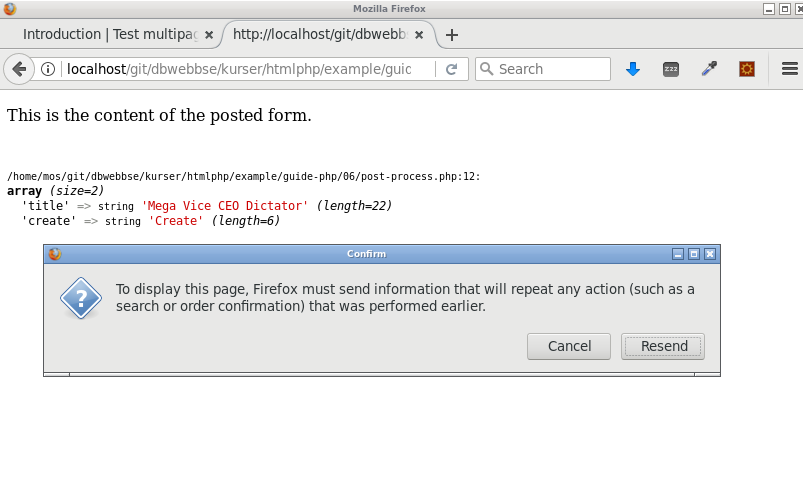 Mozilla Firefox
Introduction | Test multipa
http://localhost/git/dbwebb
localhost/git/dbwebbse/kurser/htmlphp/example/guid
Search
zzz
This is the content of the posted form.
/home/mos/git/dbwebbse/kurser/htmlphp/example/guide-php/06/post-process.php:12:
array (size=2)
'title' => string 'Mega Vice CEO Dictator' (length=22)
'create' => string 'Create' (length=6)
Confirm
To display this page, Firefox must send information that will repeat any action (such as a
search or order confirmation) that was performed earlier.
Cancel
Resend